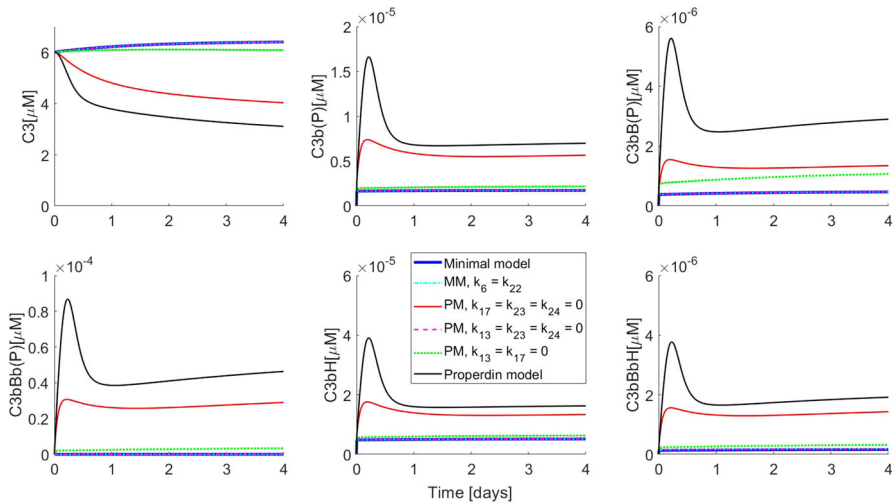 ×10⁻⁵
×10⁻⁶
6
4
2
0
C3[μM]
0 1 2 3 4
2
1.5
1
0.5
0
C3b(P)[μM]
0 1 2 3 4
6
4
2
0
C3bB(P)[μM]
0 1 2 3 4
×10⁻⁴
×10⁻⁵
×10⁻⁶
1
0.8
0.6
0.4
0.2
0
C3bBb(P)[μM]
0 1 2 3 4
6
4
2
0
C3bH[μM]
0 1 2 3 4
Minimal model
MM, k₆ = k₂₂
PM, k₁₇ = k₂₃ = k₂₄ = 0
PM, k₁₃ = k₂₃ = k₂₄ = 0
PM, k₁₃ = k₁₇ = 0
Properdin model
6
4
2
0
C3bBbH[μM]
0 1 2 3 4
Time [days]